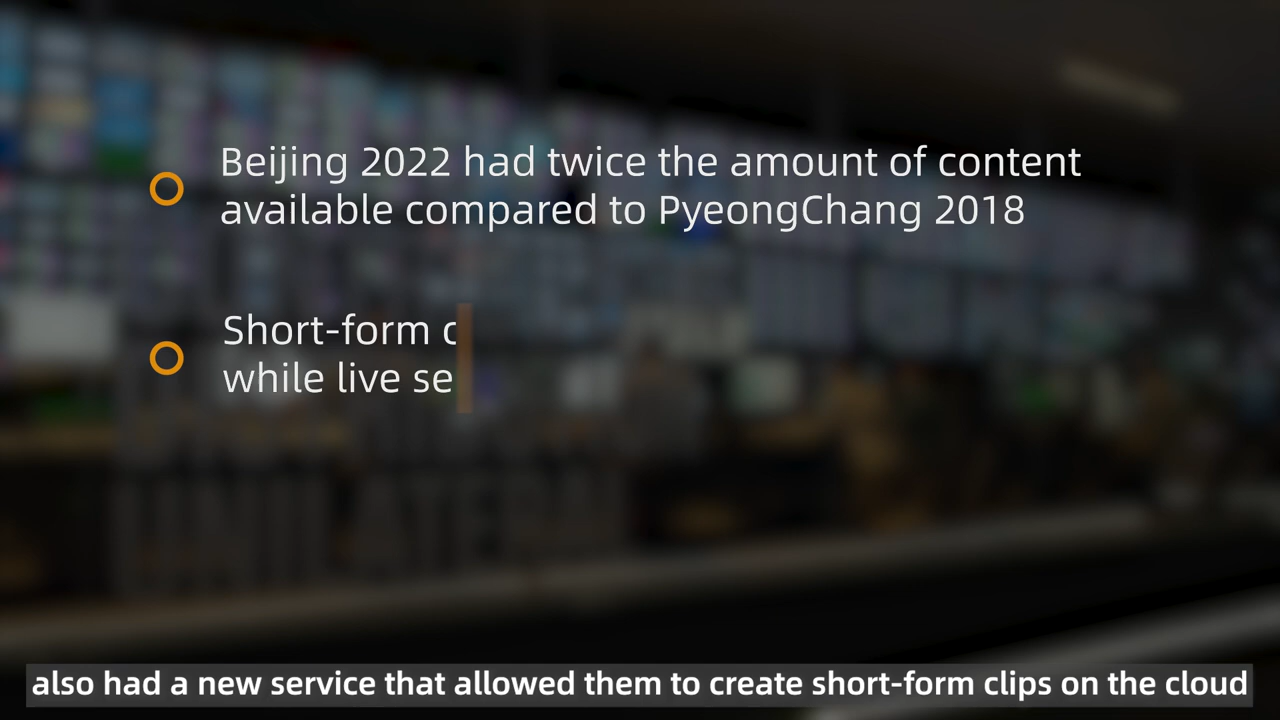 Beijing 2022 had twice the amount of content
available compared to PyeongChang 2018
Short-form
while live se
also had a new service that allowed them to create short-form clips on the cloud